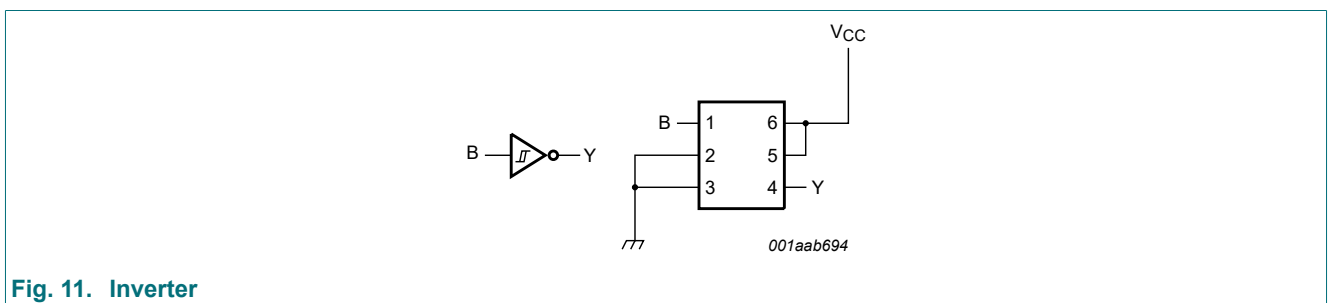 VCC
B 1 6
B Y
2 5
3 4 Y
001aab694
Fig. 11. Inverter